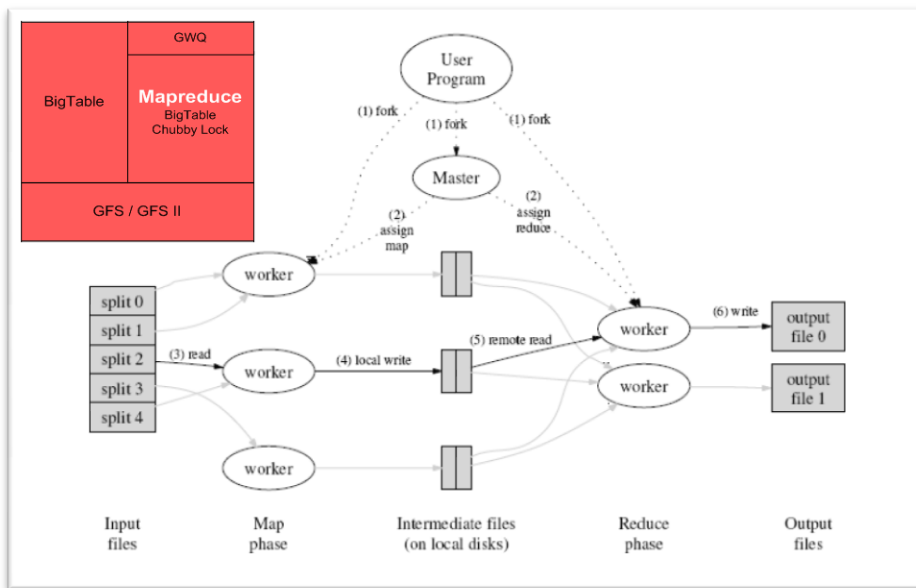 GWQ
BigTable
Mapreduce
BigTable
Chubby Lock
GFS / GFS II
User
Program
(1) fork
(1) fork
(1) fork
Master
(2)
assign
map
(2)
assign
reduce
worker
split 0
split 1
split 2
split 3
split 4
(3) read
worker
(4) local write
(5) remote read
worker
(6) write
output
file 0
worker
output
file 1
worker
Input
files
Map
phase
Intermediate files
(on local disks)
Reduce
phase
Output
files